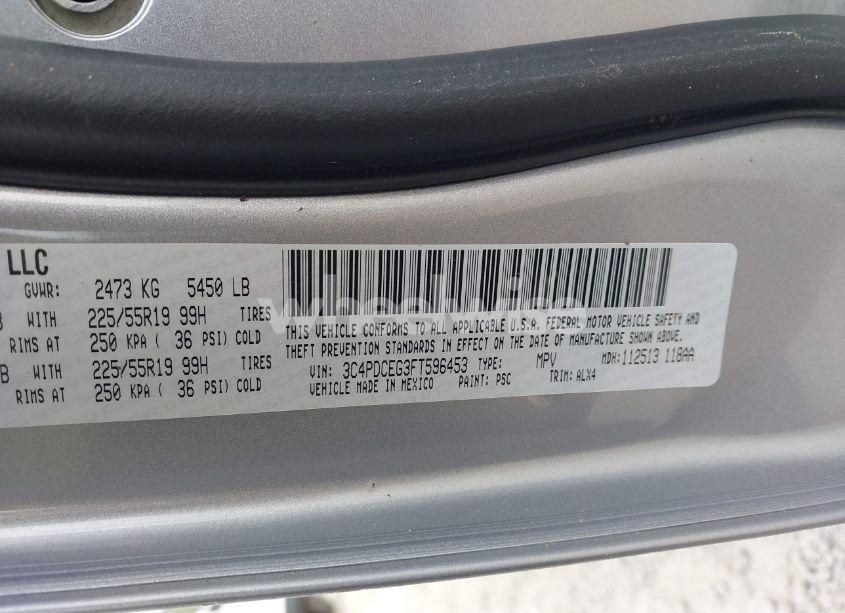 LLC
GVWR: 2473 KG 5450 LB
B WITH 225/55R19 99H TIRES
RIMS AT 250 KPA ( 36 PSI) COLD
B WITH 225/55R19 99H TIRES
RIMS AT 250 KPA ( 36 PSI) COLD
THIS VEHICLE CONFORMS TO ALL APPLICABLE U.S.A. FEDERAL MOTOR VEHICLE SAFETY AND
THEFT PREVENTION STANDARDS IN EFFECT ON THE DATE OF MANUFACTURE SHOWN ABOVE.
VIN: 3C4PDCEG3FT596453 TYPE: MPV MDH: 112513 118AA
VEHICLE MADE IN MEXICO PAINT: PSC TRIM: ALX4
wheelwise